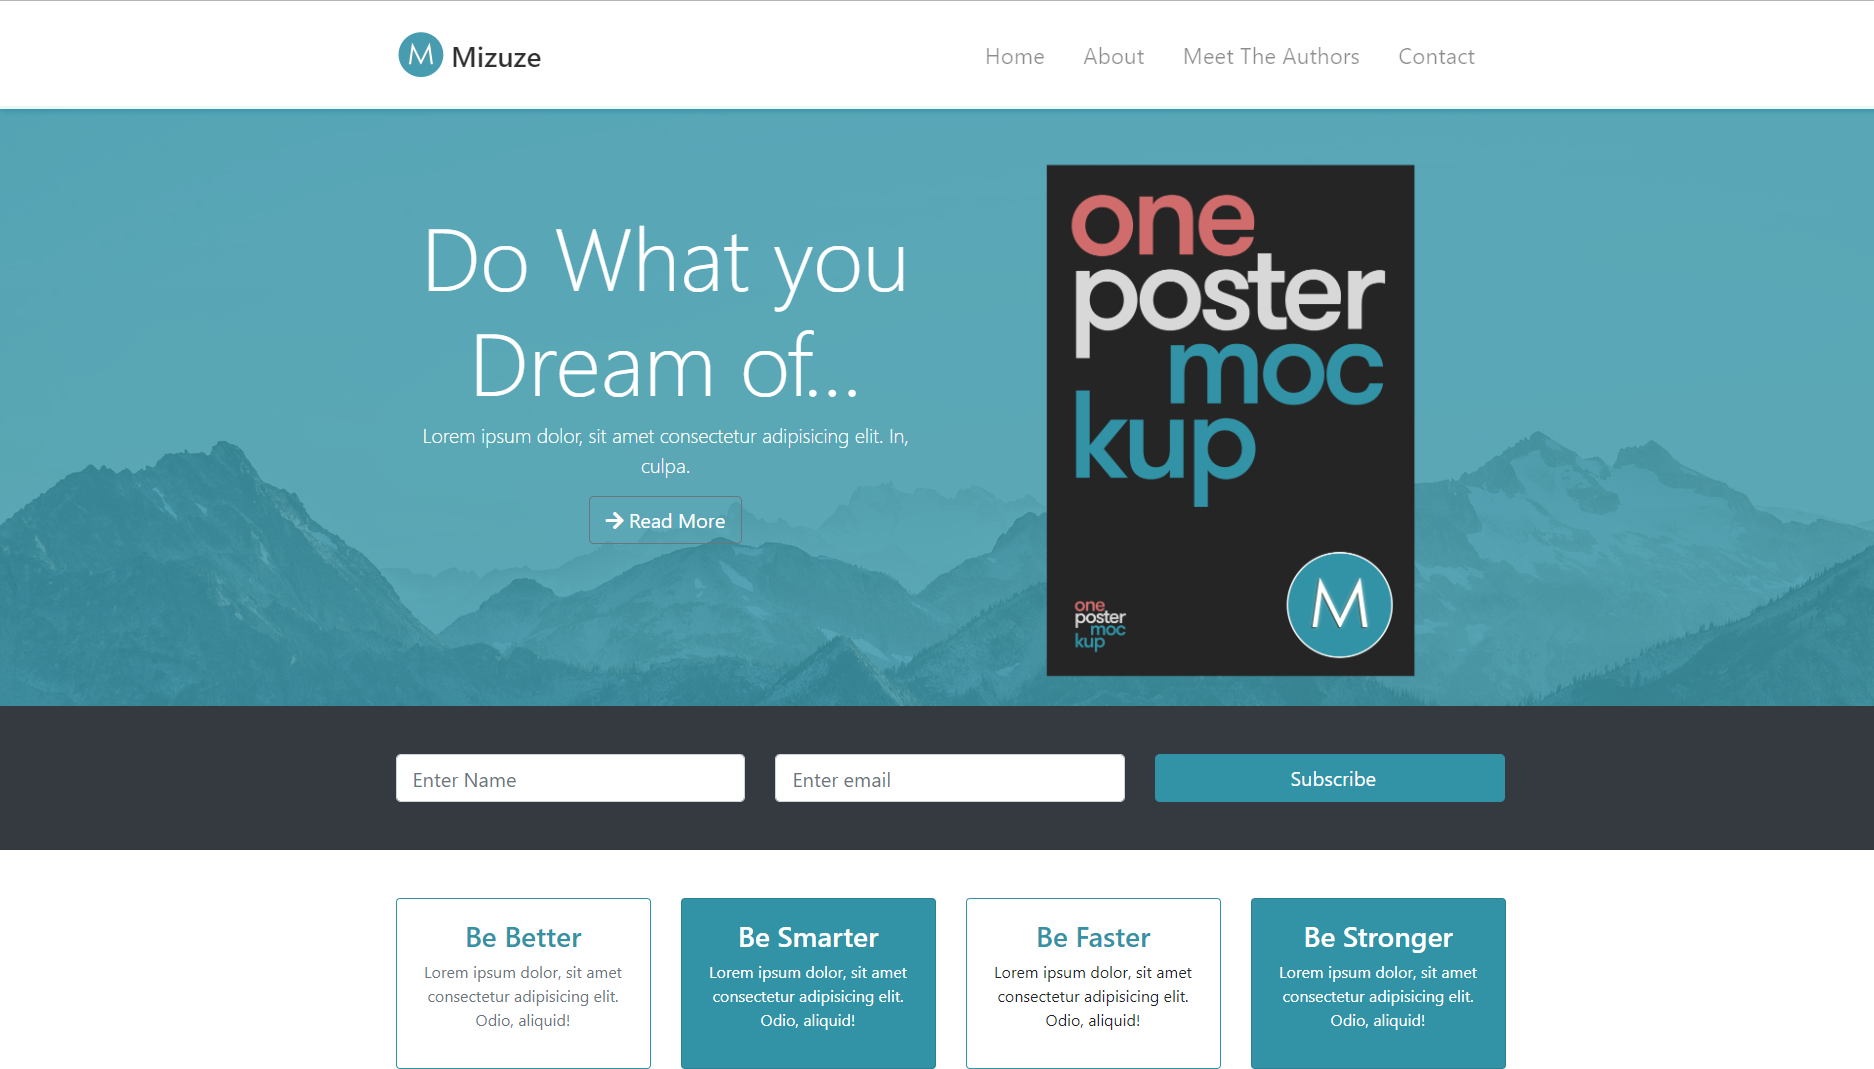 M Mizuze
Home About Meet The Authors Contact
Do What you
Dream of...
Lorem ipsum dolor, sit amet consectetur adipisicing elit. In,
culpa.
Read More
one
poster
moc
kup
one
poster
moc
kup
M
Enter Name
Enter email
Subscribe
Be Better
Lorem ipsum dolor, sit amet
consectetur adipisicing elit.
Odio, aliquid!
Be Smarter
Lorem ipsum dolor, sit amet
consectetur adipisicing elit.
Odio, aliquid!
Be Faster
Lorem ipsum dolor, sit amet
consectetur adipisicing elit.
Odio, aliquid!
Be Stronger
Lorem ipsum dolor, sit amet
consectetur adipisicing elit.
Odio, aliquid!